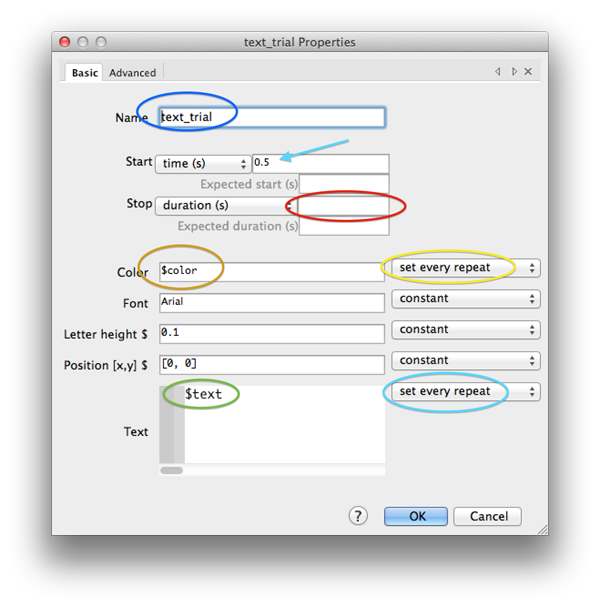 text_trial Properties
Basic Advanced
Name text_trial
Start time (s) 0.5
Expected start (s)
Stop duration (s)
Expected duration (s)
Color $color set every repeat
Font Arial constant
Letter height $ 0.1 constant
Position [x,y] $ [0, 0] constant
$text set every repeat
Text
? OK Cancel